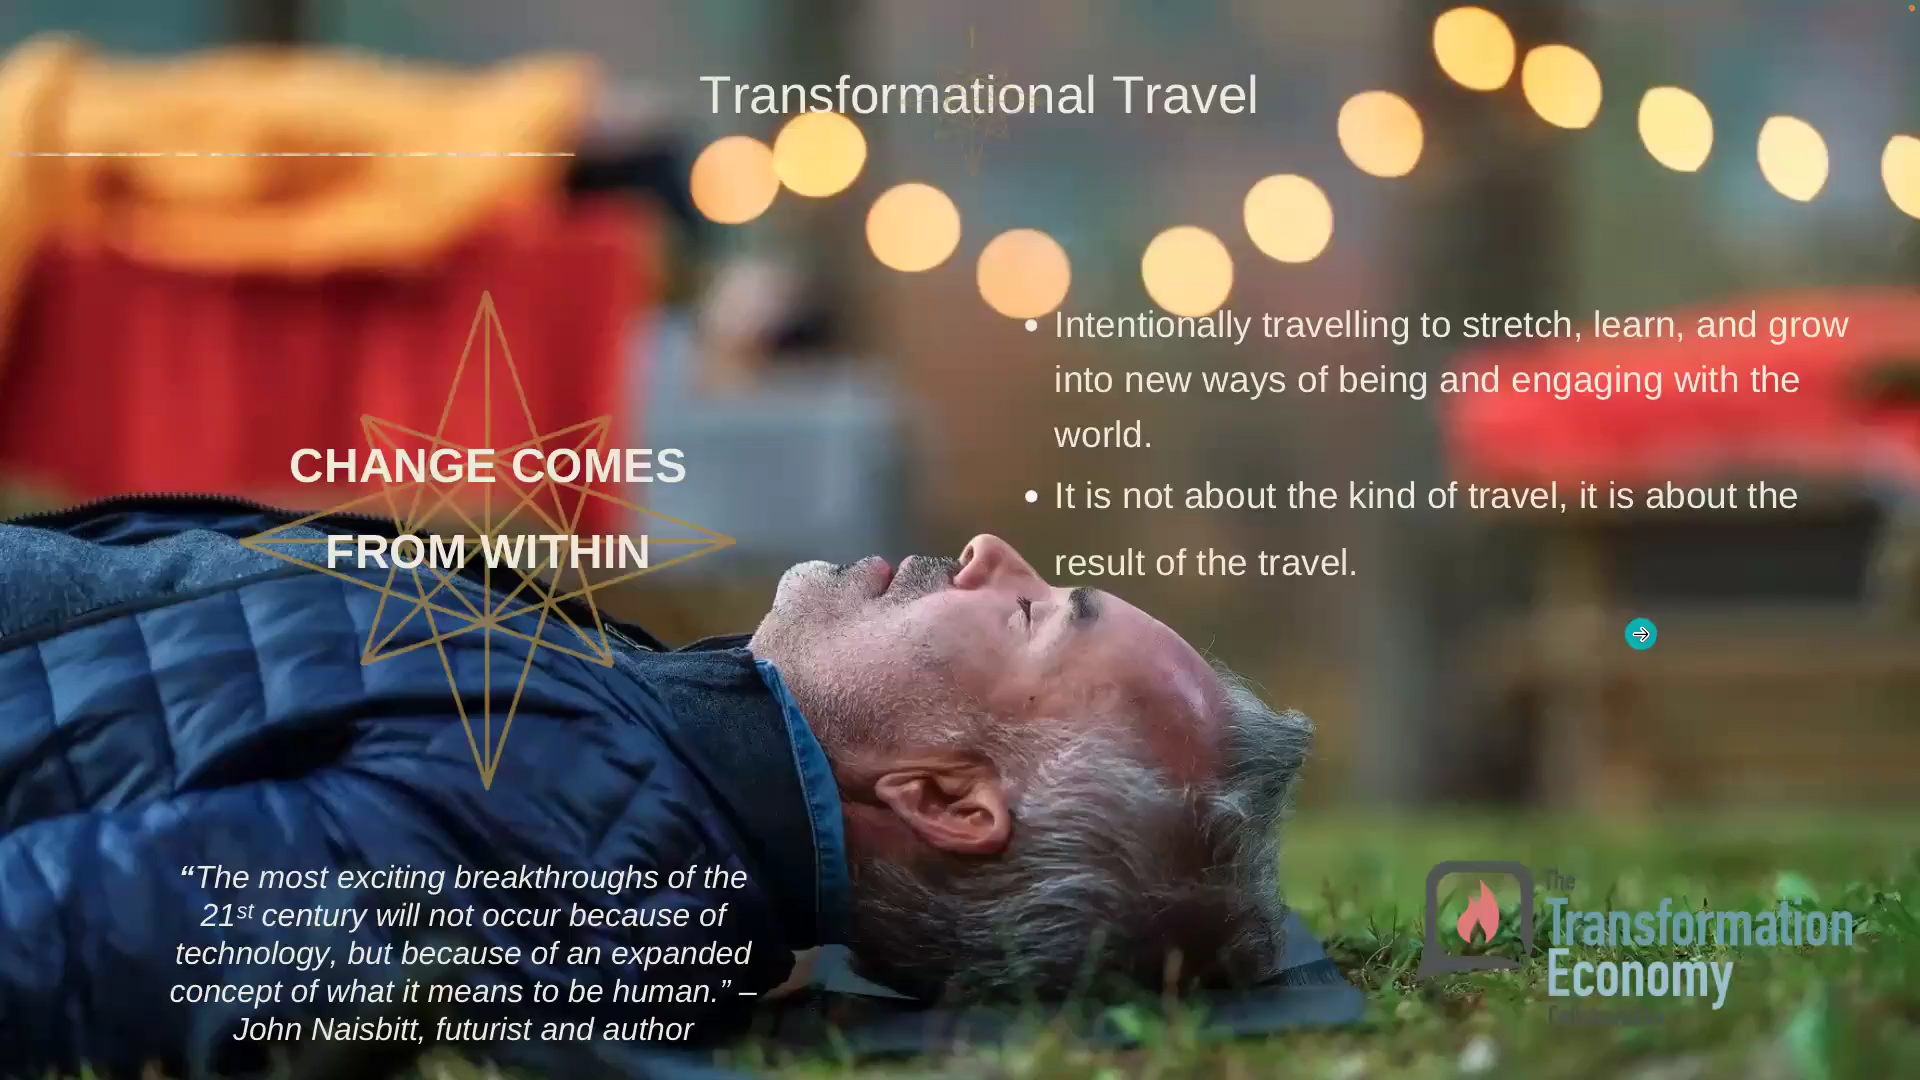 Transformational Travel
CHANGE COMES
FROM WITHIN
• Intentionally travelling to stretch, learn, and grow
into new ways of being and engaging with the
world.
• It is not about the kind of travel, it is about the
result of the travel.
“The most exciting breakthroughs of the
21st century will not occur because of
technology, but because of an expanded
concept of what it means to be human.” –
John Naisbitt, futurist and author
The
Transformation
Economy